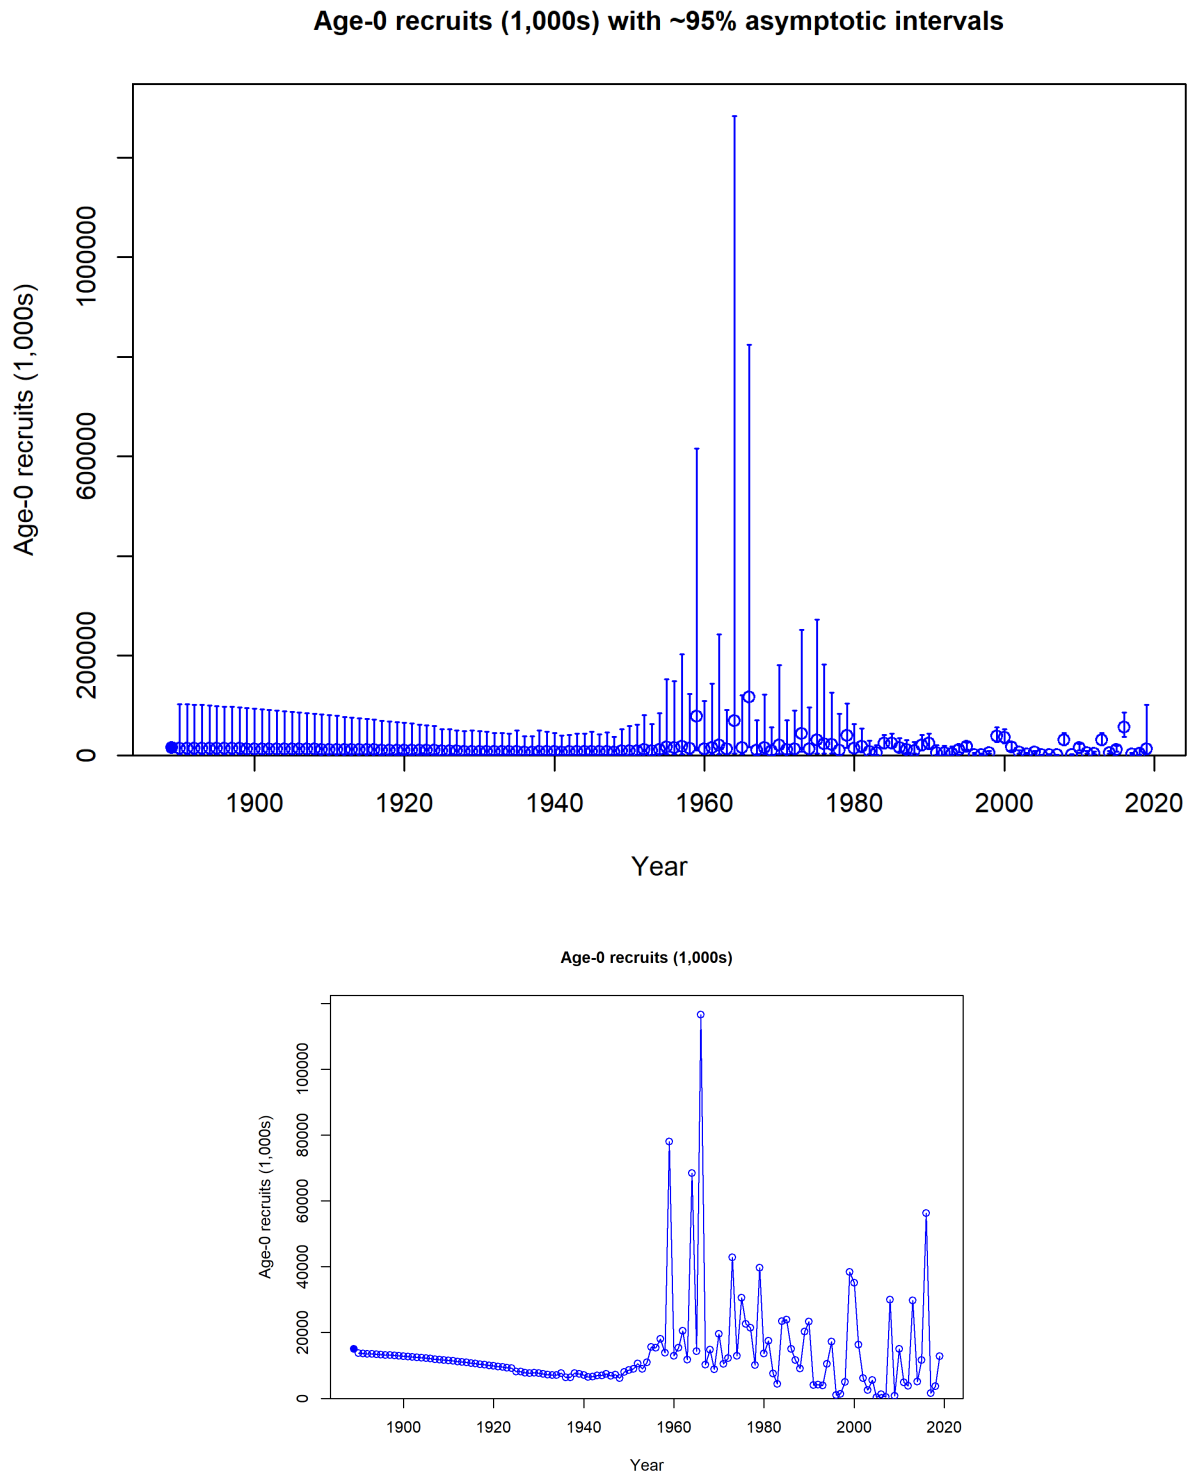 Age-0 recruits (1,000s) with ~95% asymptotic intervals
Age-0 recruits (1,000s)
1000000
600000
200000
0
1900 1920 1940 1960 1980 2000 2020
Year
Age-0 recruits (1,000s)
Age-0 recruits (1,000s)
100000
80000
60000
40000
20000
0
1900 1920 1940 1960 1980 2000 2020
Year